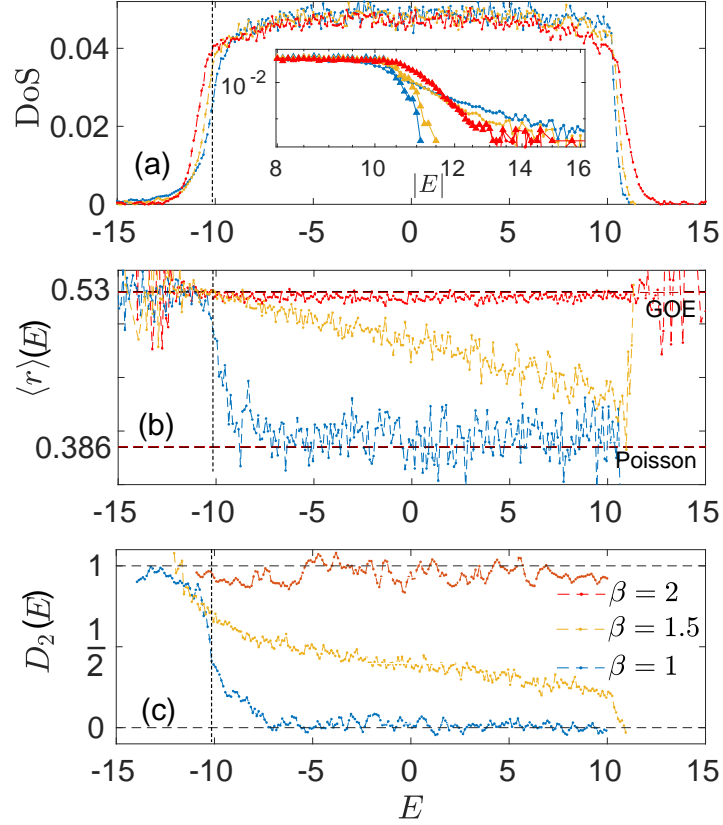 DoS
0.04
0.02
0
(a)
10⁻²
8 10 12 14 16
|E|
-15 -10 -5 0 5 10 15
⟨r⟩(E)
0.53
0.386
(b)
GOE
Poisson
-15 -10 -5 0 5 10 15
D₂(E)
1
1/2
0
(c)
β = 2
β = 1.5
β = 1
-15 -10 -5 0 5 10 15
E